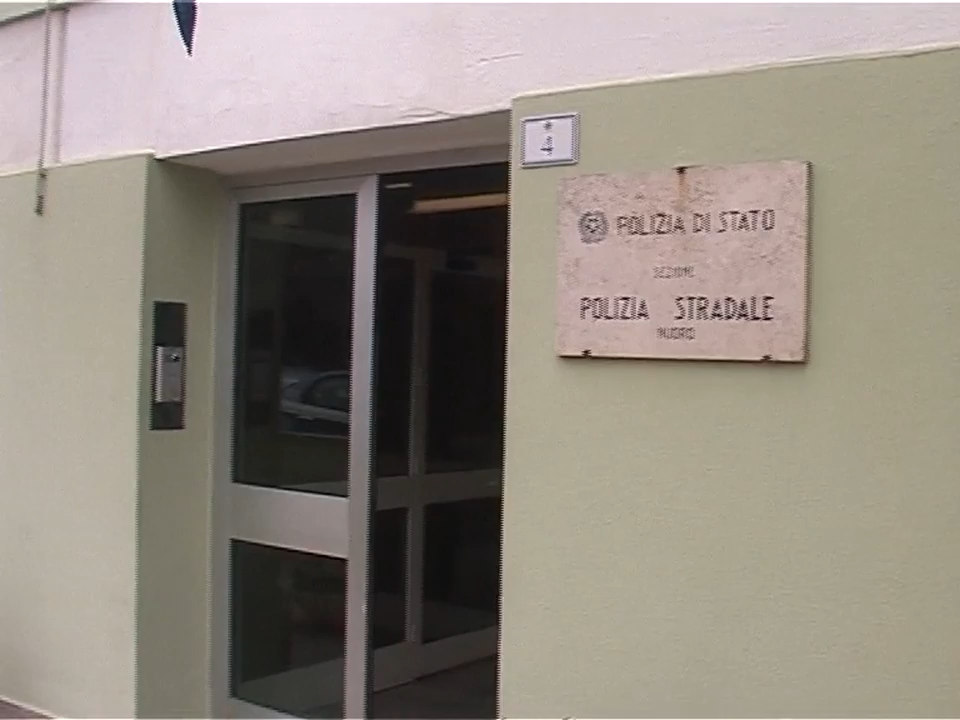 4
POLIZIA DI STATO
SEZIONE
POLIZIA STRADALE
NUORO